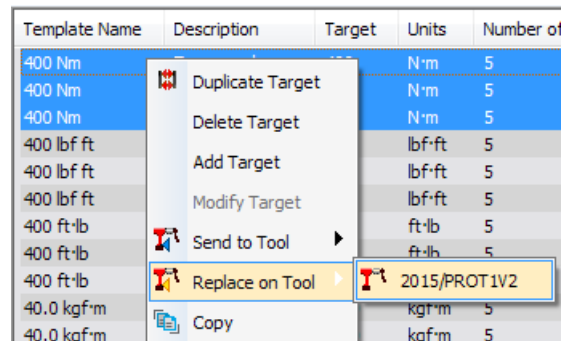 Template Name Description Target Units Number of
400 Nm N·m 5
400 Nm N·m 5
400 Nm N·m 5
400 lbf ft lbf·ft 5
400 lbf ft lbf·ft 5
400 lbf ft lbf·ft 5
400 ft·lb ft·lb 5
400 ft·lb ft·lb 5
400 ft·lb
40.0 kgf·m kgf·m 5
40.0 kgf·m kgf·m 5
Duplicate Target
Delete Target
Add Target
Modify Target
Send to Tool
Replace on Tool
Copy
2015/PROT1V2